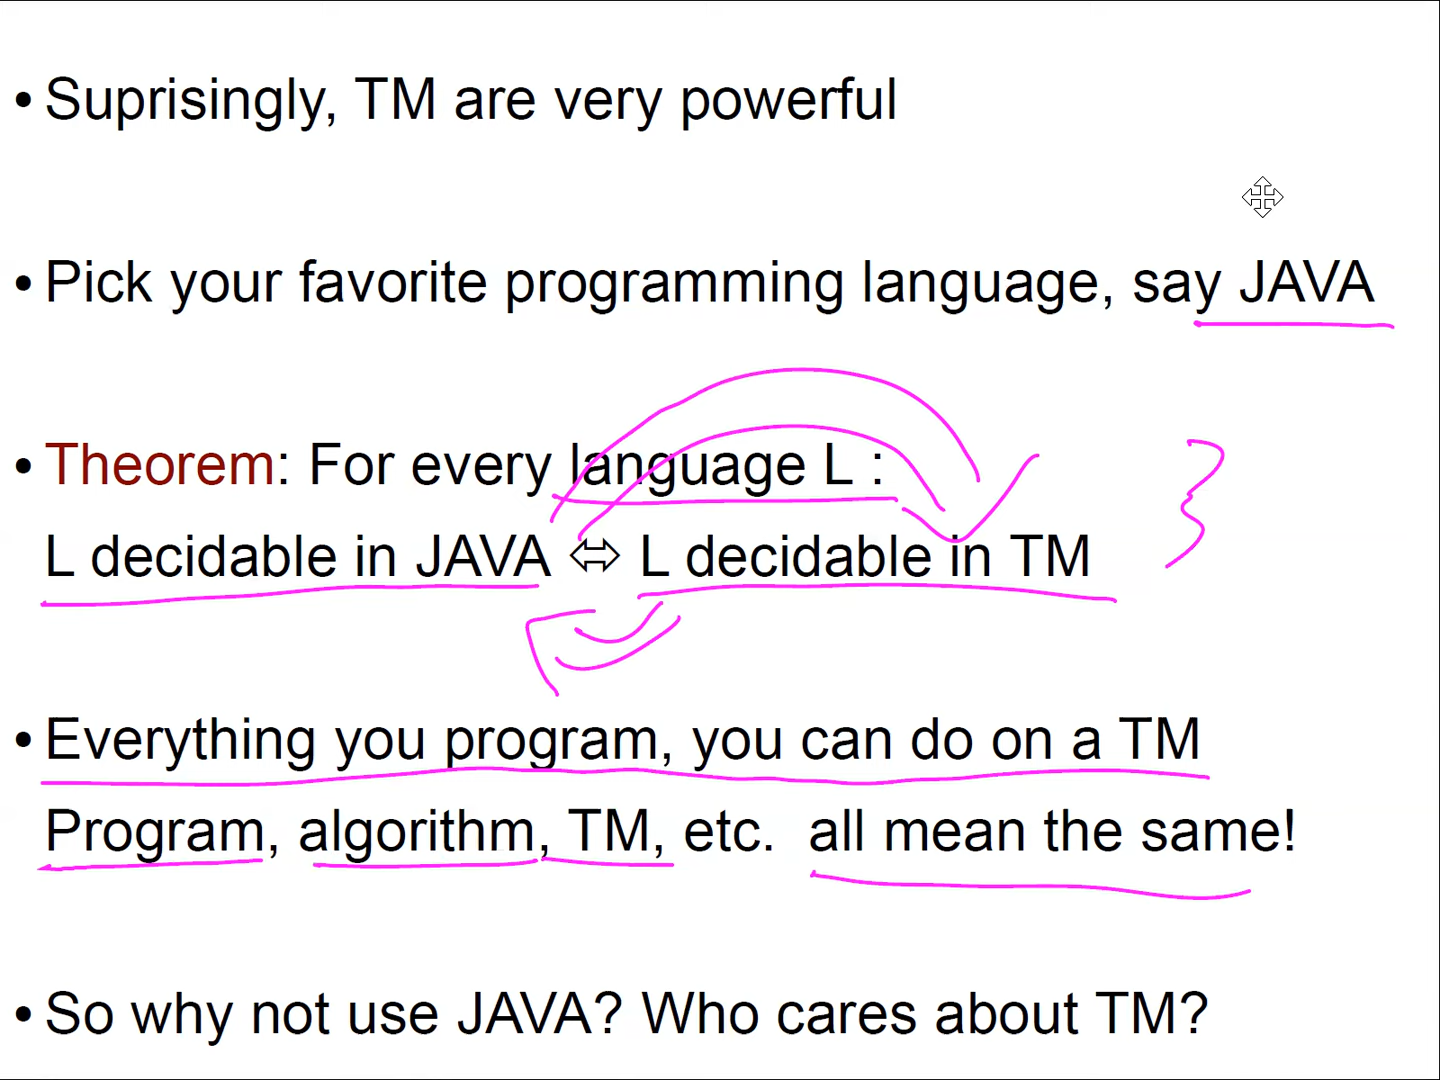 • Suprisingly, TM are very powerful
• Pick your favorite programming language, say JAVA
• Theorem: For every language L :
L decidable in JAVA ⇔ L decidable in TM
• Everything you program, you can do on a TM
Program, algorithm, TM, etc.  all mean the same!
• So why not use JAVA? Who cares about TM?